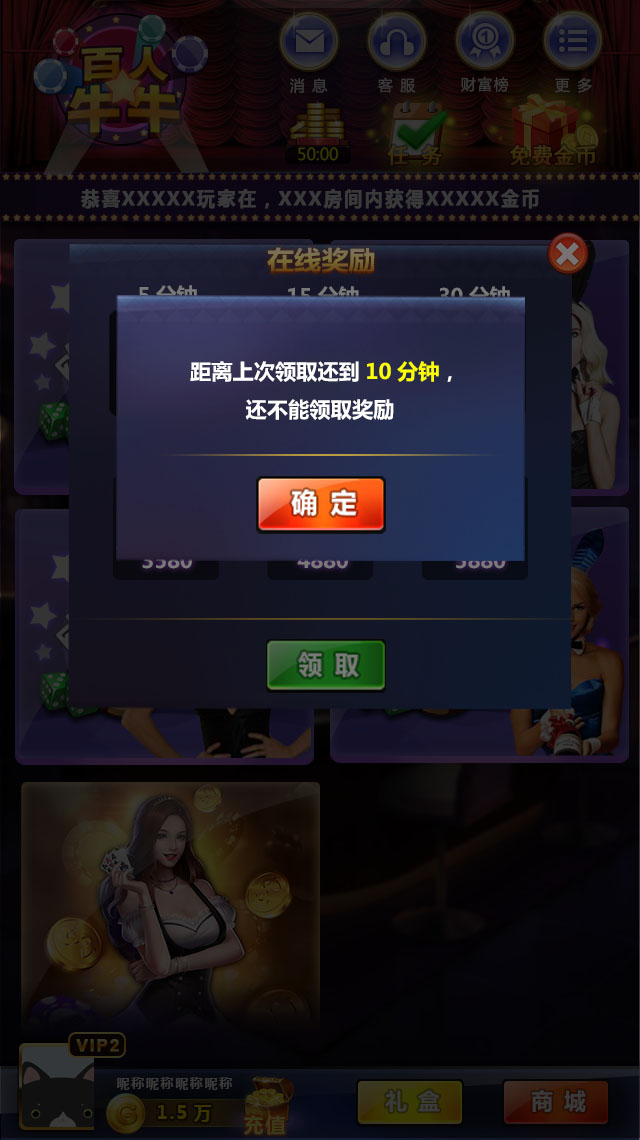 百人
牛牛
消息
客服
财富榜
更多
50:00
任务
免费金币
恭喜XXXXX玩家在，XXX房间内获得XXXXX金币
在线奖励
5 分钟
15 分钟
30 分钟
距离上次领取还到 10 分钟，
还不能领取奖励
确定
3580
4880
5880
领取
VIP2
昵称昵称昵称昵称
1.5 万
充值
礼盒
商城